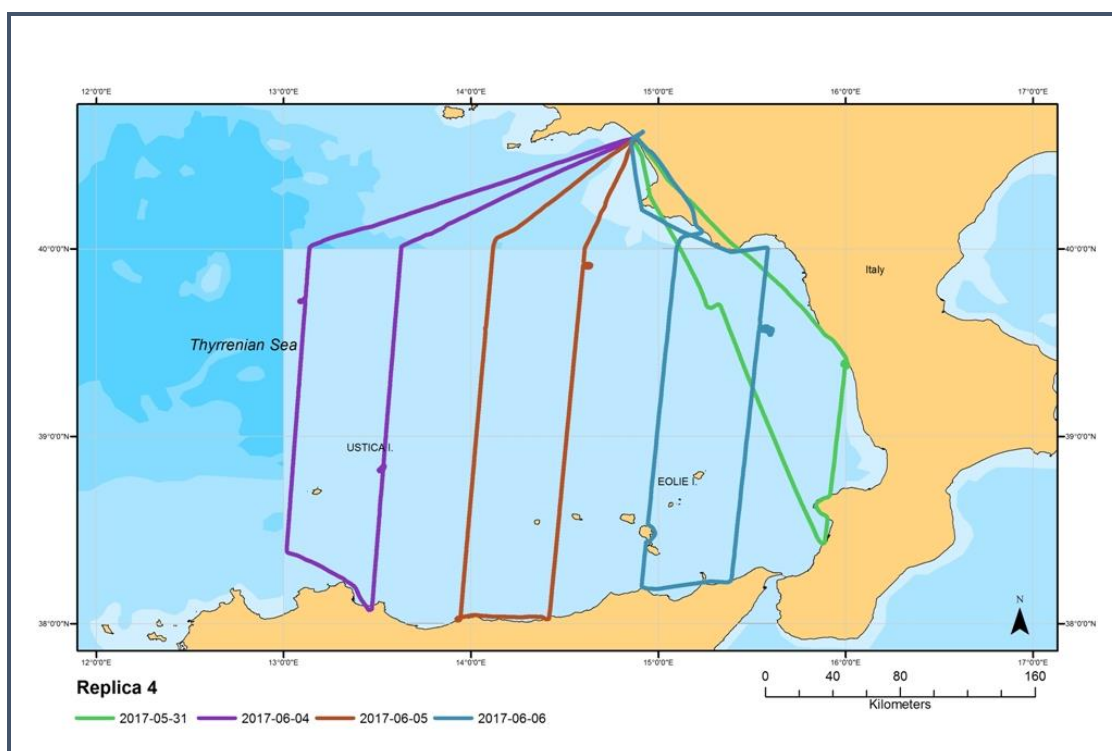 12°0'0"E 13°0'0"E 14°0'0"E 15°0'0"E 16°0'0"E 17°0'0"E
40°0'0"N 40°0'0"N
Italy
Thyrrenian Sea
39°0'0"N 39°0'0"N
USTICA I.
EOLIE I.
N
38°0'0"N 38°0'0"N
12°0'0"E 13°0'0"E 14°0'0"E 15°0'0"E 16°0'0"E 17°0'0"E
Replica 4
0 40 80 160
Kilometers
2017-05-31 2017-06-04 2017-06-05 2017-06-06